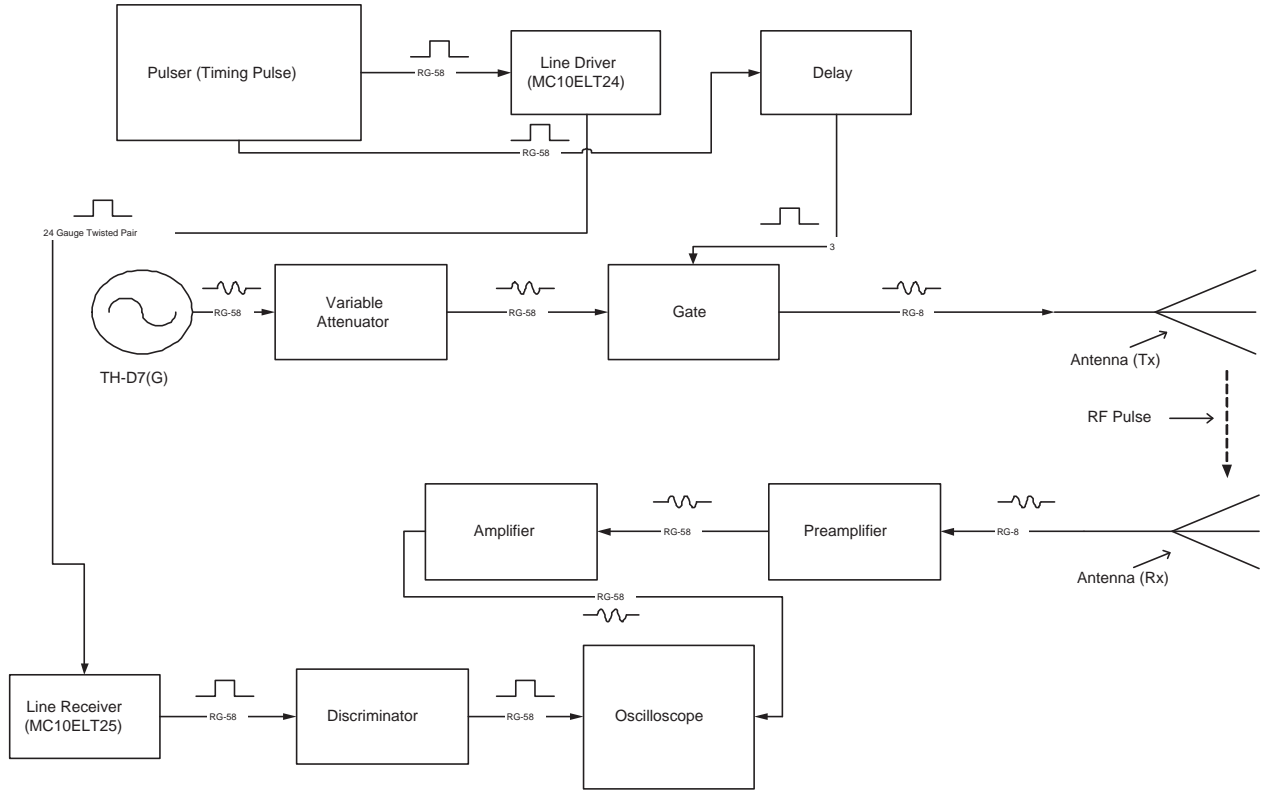 Pulser (Timing Pulse)
RG-58
Line Driver
(MC10ELT24)
Delay
RG-58
24 Gauge Twisted Pair
3
TH-D7(G)
RG-58
Variable
Attenuator
RG-58
Gate
RG-8
Antenna (Tx)
RF Pulse
Amplifier
RG-58
Preamplifier
RG-8
Antenna (Rx)
RG-58
Line Receiver
(MC10ELT25)
RG-58
Discriminator
RG-58
Oscilloscope